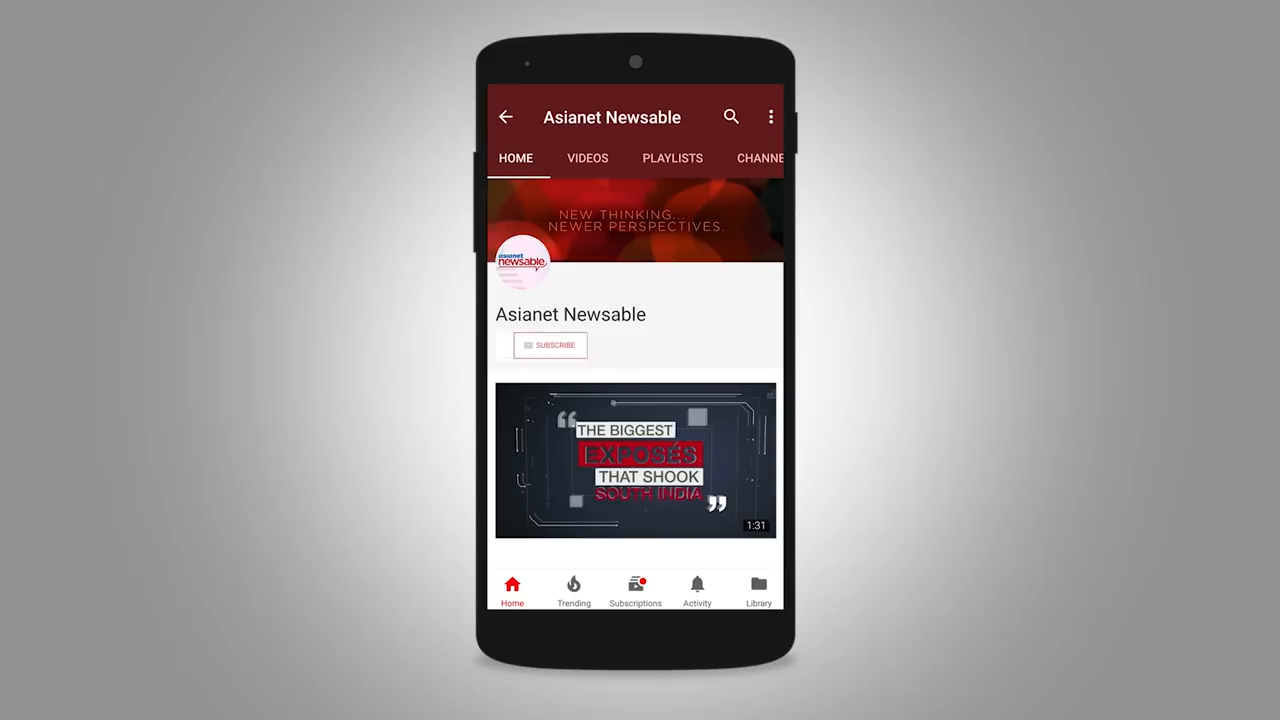 Asianet Newsable
HOME VIDEOS PLAYLISTS CHANNE
NEW THINKING...
NEWER PERSPECTIVES.
asianet
newsable
Asianet Newsable
SUBSCRIBE
“THE BIGGEST
EXPOSÉS
THAT SHOOK
SOUTH INDIA”
1:31
Home Trending Subscriptions Activity Library